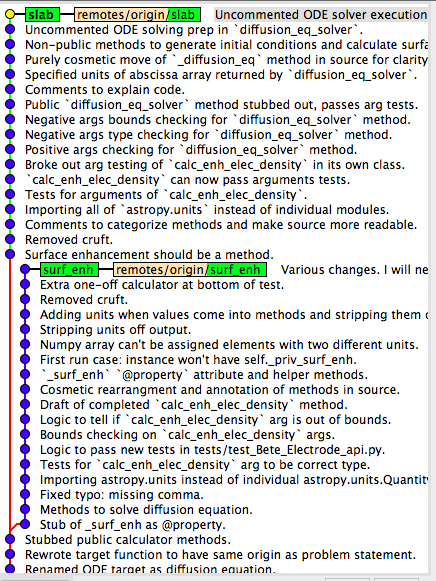 slab remotes/origin/slab Uncommented ODE solver execution
Uncommented ODE solving prep in `diffusion_eq_solver`.
Non-public methods to generate initial conditions and calculate surfa
Purely cosmetic move of `_diffusion_eq` method in source for clarity
Specified units of abscissa array returned by `diffusion_eq_solver`.
Comments to explain code.
Public `diffusion_eq_solver` method stubbed out, passes arg tests.
Negative args bounds checking for `diffusion_eq_solver` method.
Negative args type checking for `diffusion_eq_solver` method.
Positive args checking for `diffusion_eq_solver` method.
Broke out arg testing of `calc_enh_elec_density` in its own class.
`calc_enh_elec_density` can now pass arguments tests.
Tests for arguments of `calc_enh_elec_density`.
Importing all of `astropy.units` instead of individual modules.
Comments to categorize methods and make source more readable.
Removed cruft.
Surface enhancement should be a method.
surf_enh remotes/origin/surf_enh Various changes. I will ne
Extra one-off calculator at bottom of test.
Removed cruft.
Adding units when values come into methods and stripping them o
Stripping units off output.
Numpy array can't be assigned elements with two different units.
First run case: instance won't have self._priv_surf_enh.
`_surf_enh` `@property` attribute and helper methods.
Cosmetic rearrangment and annotation of methods in source.
Draft of completed `calc_enh_elec_density` method.
Logic to tell if `calc_enh_elec_density` arg is out of bounds.
Bounds checking on `calc_enh_elec_density` args.
Logic to pass new tests in tests/test_Bete_Electrode_api.py.
Tests for `calc_enh_elec_density` arg to be correct type.
Importing astropy.units instead of individual astropy.units.Quantity
Fixed typo: missing comma.
Methods to solve diffusion equation.
Stub of _surf_enh as @property.
Stubbed public calculator methods.
Rewrote target function to have same origin as problem statement.
Renamed ODE target as diffusion equation.